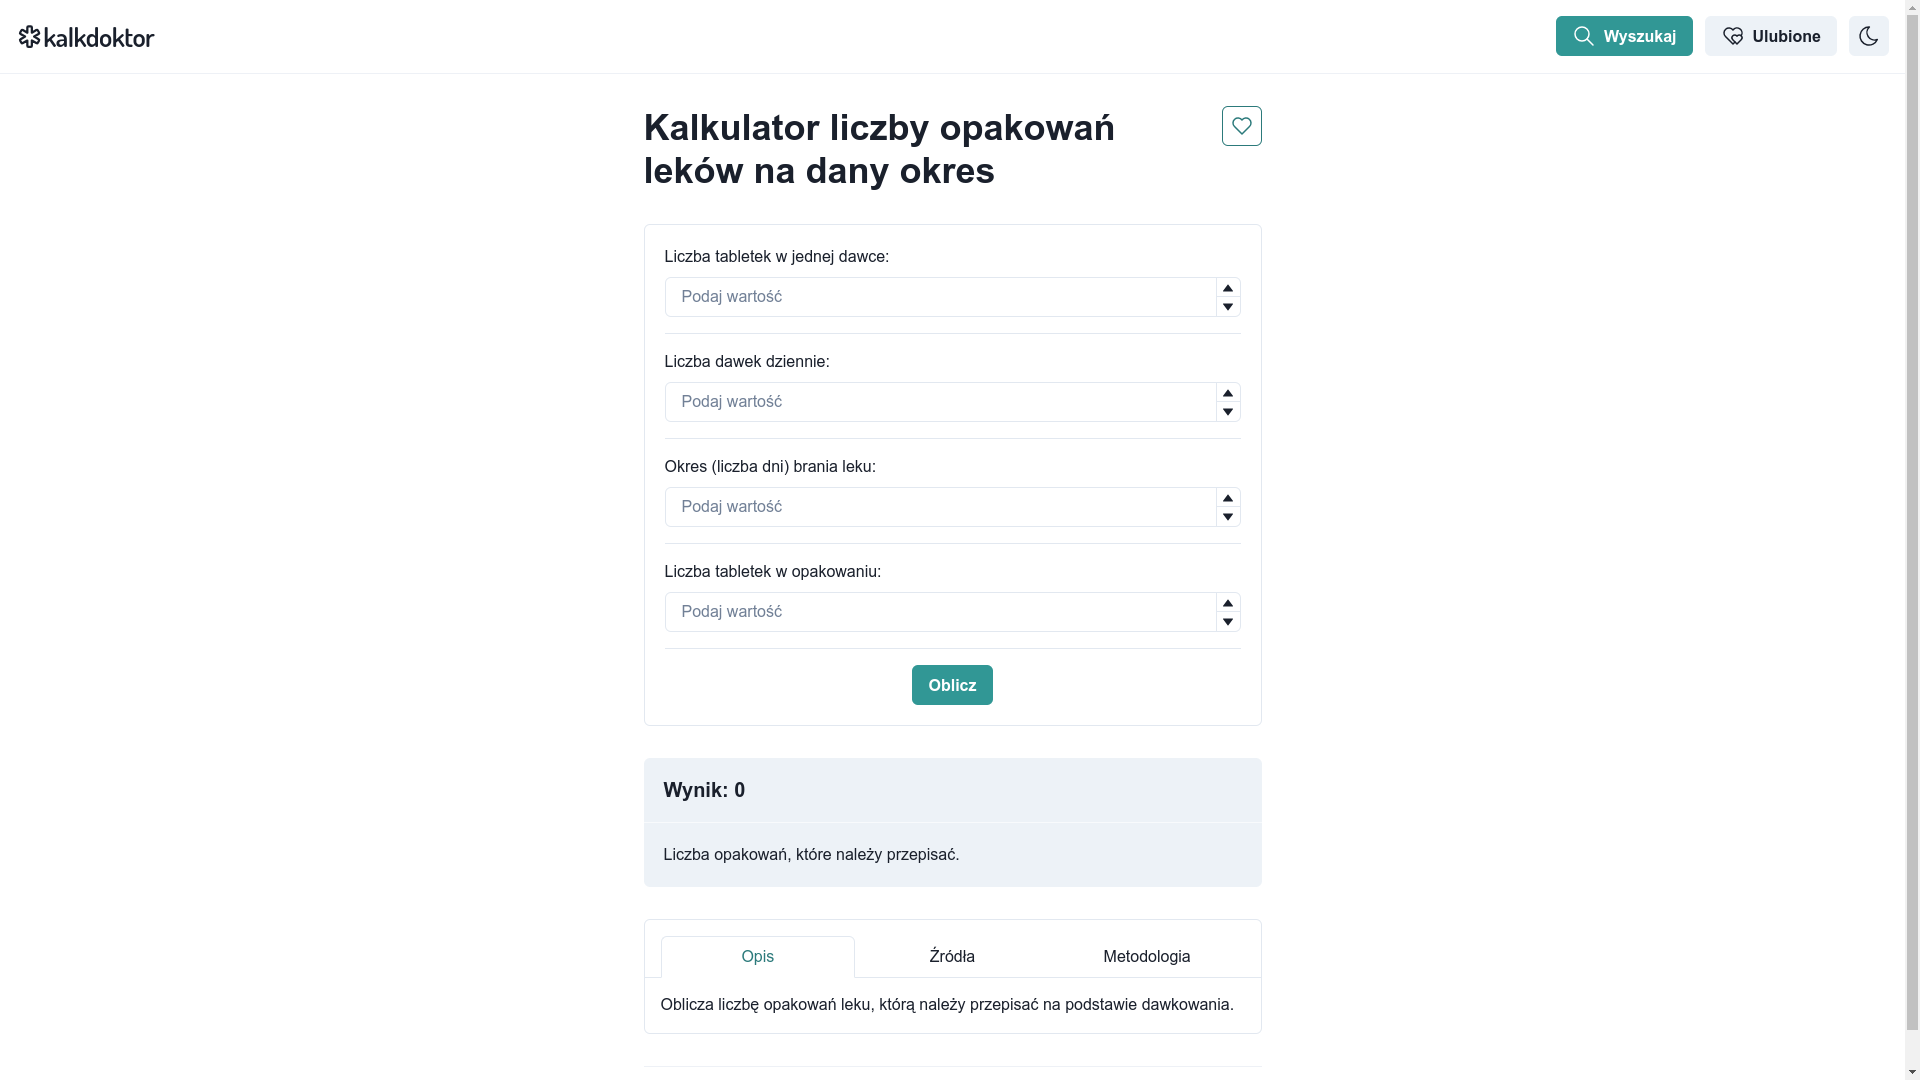 kalkdoktor
Wyszukaj
Ulubione
Kalkulator liczby opakowań
leków na dany okres
Liczba tabletek w jednej dawce:
Podaj wartość
Liczba dawek dziennie:
Podaj wartość
Okres (liczba dni) brania leku:
Podaj wartość
Liczba tabletek w opakowaniu:
Podaj wartość
Oblicz
Wynik: 0
Liczba opakowań, które należy przepisać.
Opis
Źródła
Metodologia
Oblicza liczbę opakowań leku, którą należy przepisać na podstawie dawkowania.